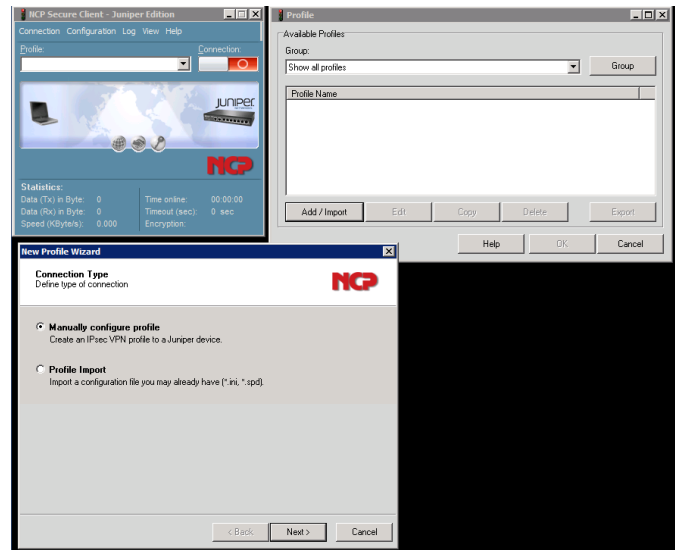 NCP Secure Client - Juniper Edition
Connection Configuration Log View Help
Profile: Connection:
JUNIPER
NCP
Statistics:
Data (Tx) in Byte: 0 Time online: 00:00:00
Data (Rx) in Byte: 0 Timeout (sec): 0 sec
Speed (KByte/s): 0.000 Encryption:
Profile
Available Profiles
Group:
Show all profiles Group
Profile Name
Add / Import Edit Copy Delete Export
Help OK Cancel
New Profile Wizard
Connection Type
Define type of connection
NCP
Manually configure profile
Create an IPsec VPN profile to a Juniper device.
Profile Import
Import a configuration file you may already have (*.ini, *.spd).
< Back Next > Cancel